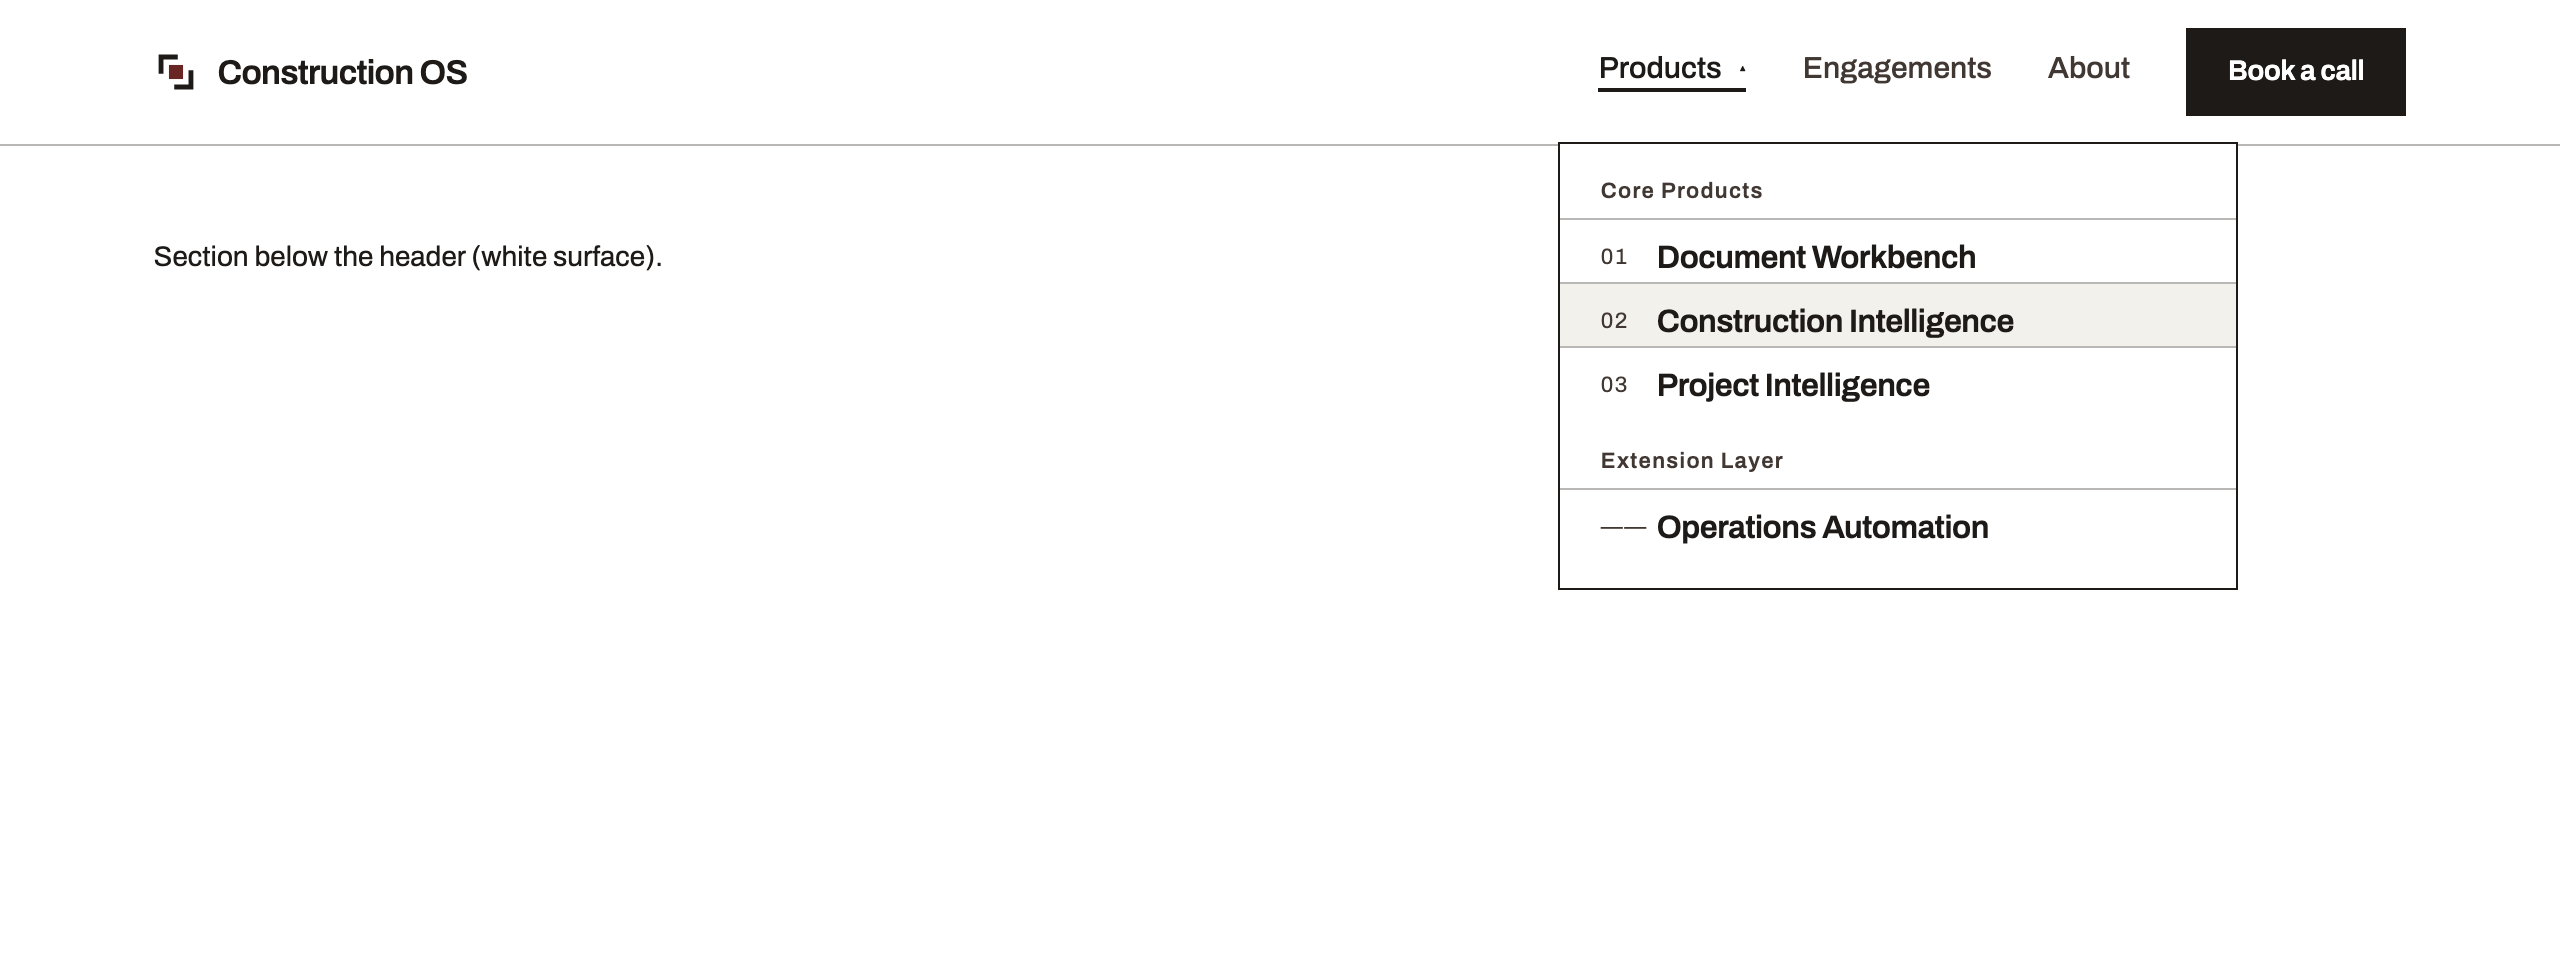 Construction OS
Products ▲ Engagements About Book a call
Section below the header (white surface).
Core Products
01 Document Workbench
02 Construction Intelligence
03 Project Intelligence
Extension Layer
—— Operations Automation